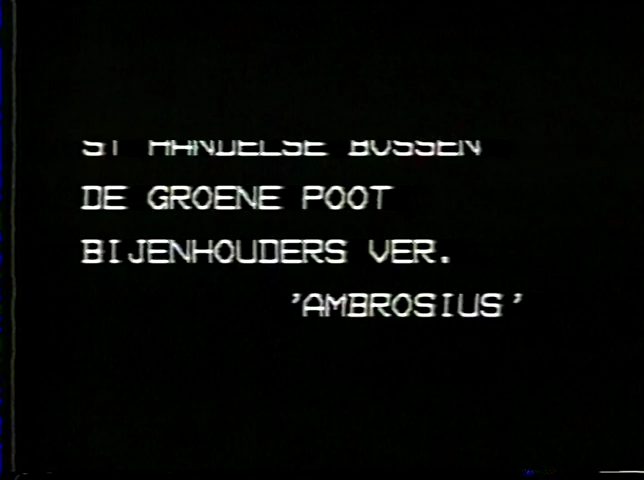 ST HANDELSE BOSSEN
DE GROENE POOT
BIJENHOUDERS VER.
'AMBROSIUS'